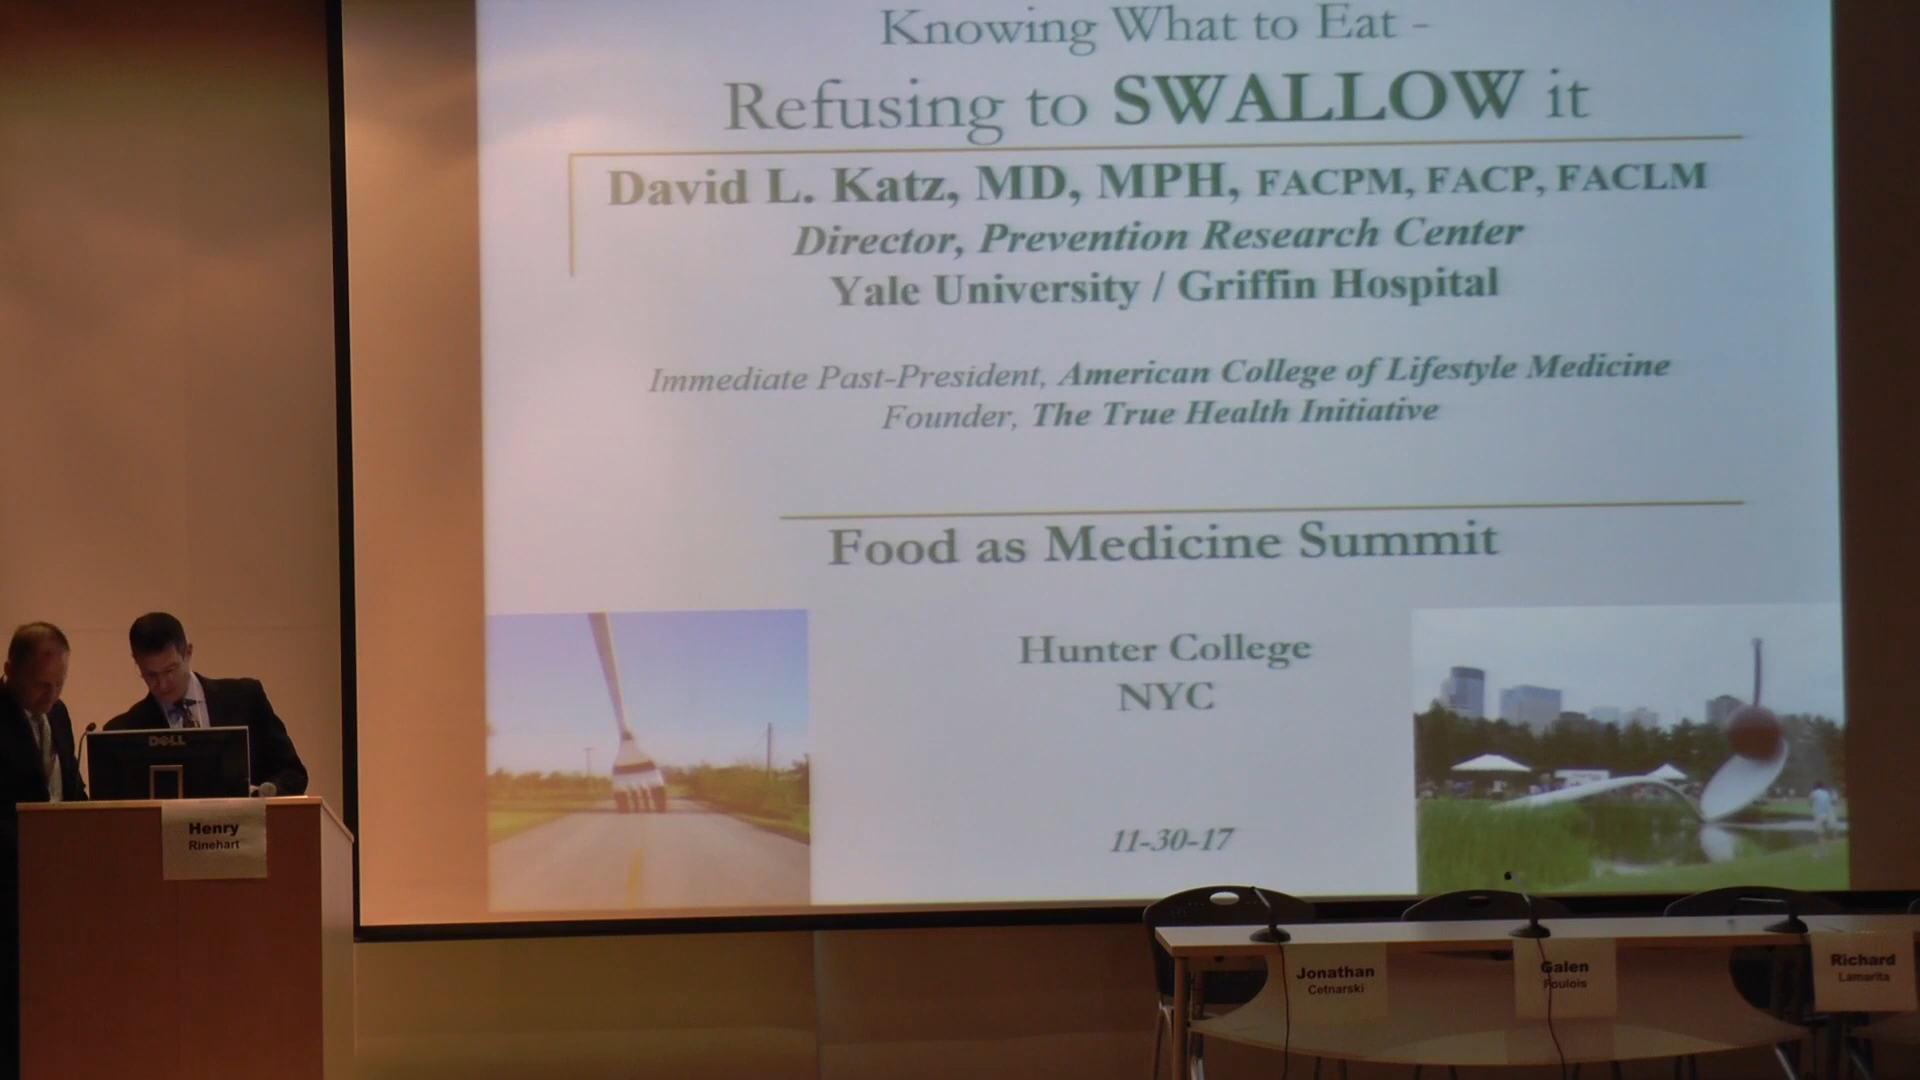 Knowing What to Eat -
Refusing to SWALLOW it
David L. Katz, MD, MPH, FACPM, FACP, FACLM
Director, Prevention Research Center
Yale University / Griffin Hospital
Immediate Past-President, American College of Lifestyle Medicine
Founder, The True Health Initiative
Food as Medicine Summit
Hunter College
NYC
11-30-17
DELL
Henry
Rinehart
Jonathan
Cetnarski
Galen
Poulois
Richard
Lamarita